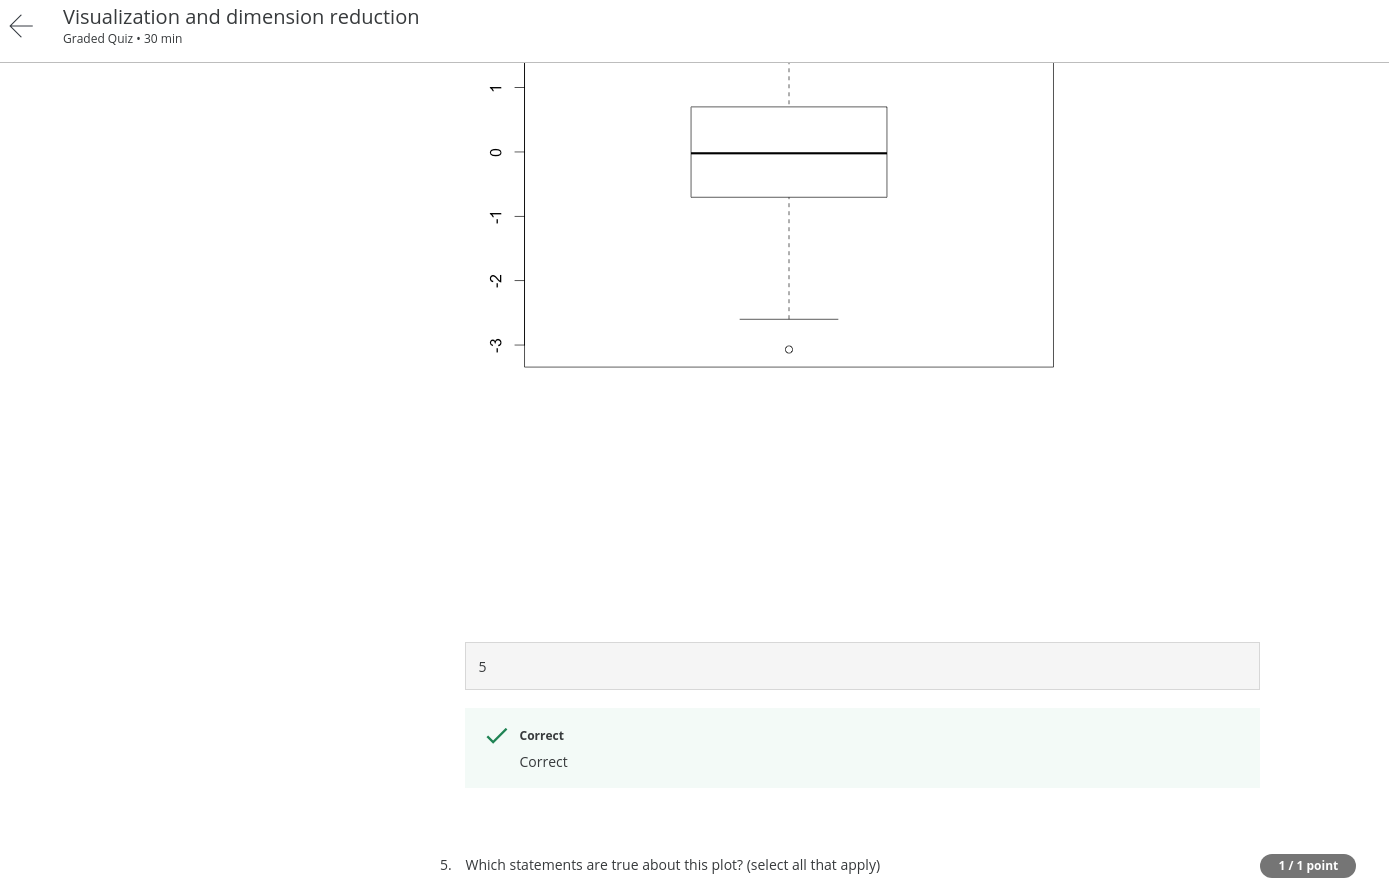 Visualization and dimension reduction
Graded Quiz • 30 min
1
0
-1
-2
-3
5
Correct
Correct
5. Which statements are true about this plot? (select all that apply)
1 / 1 point